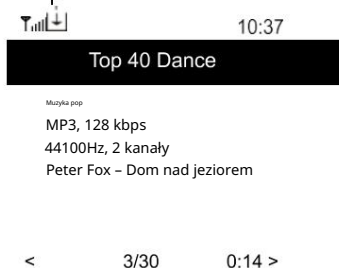 10:37
Top 40 Dance
Muzyka pop
MP3, 128 kbps
44100Hz, 2 kanały
Peter Fox – Dom nad jeziorem
< 3/30 0:14 >